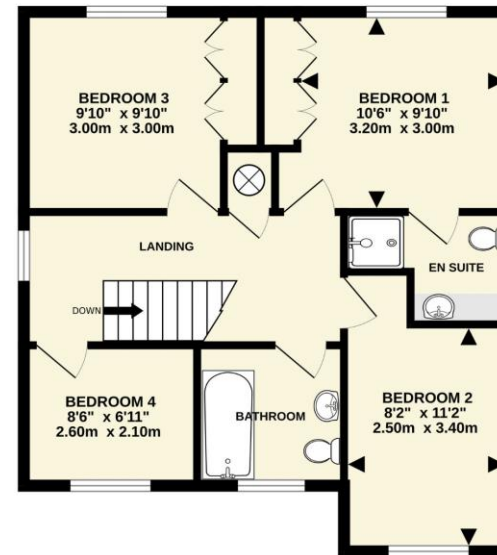 BEDROOM 3
9'10" x 9'10"
3.00m x 3.00m
BEDROOM 1
10'6" x 9'10"
3.20m x 3.00m
LANDING
EN SUITE
DOWN
BEDROOM 4
8'6" x 6'11"
2.60m x 2.10m
BATHROOM
BEDROOM 2
8'2" x 11'2"
2.50m x 3.40m